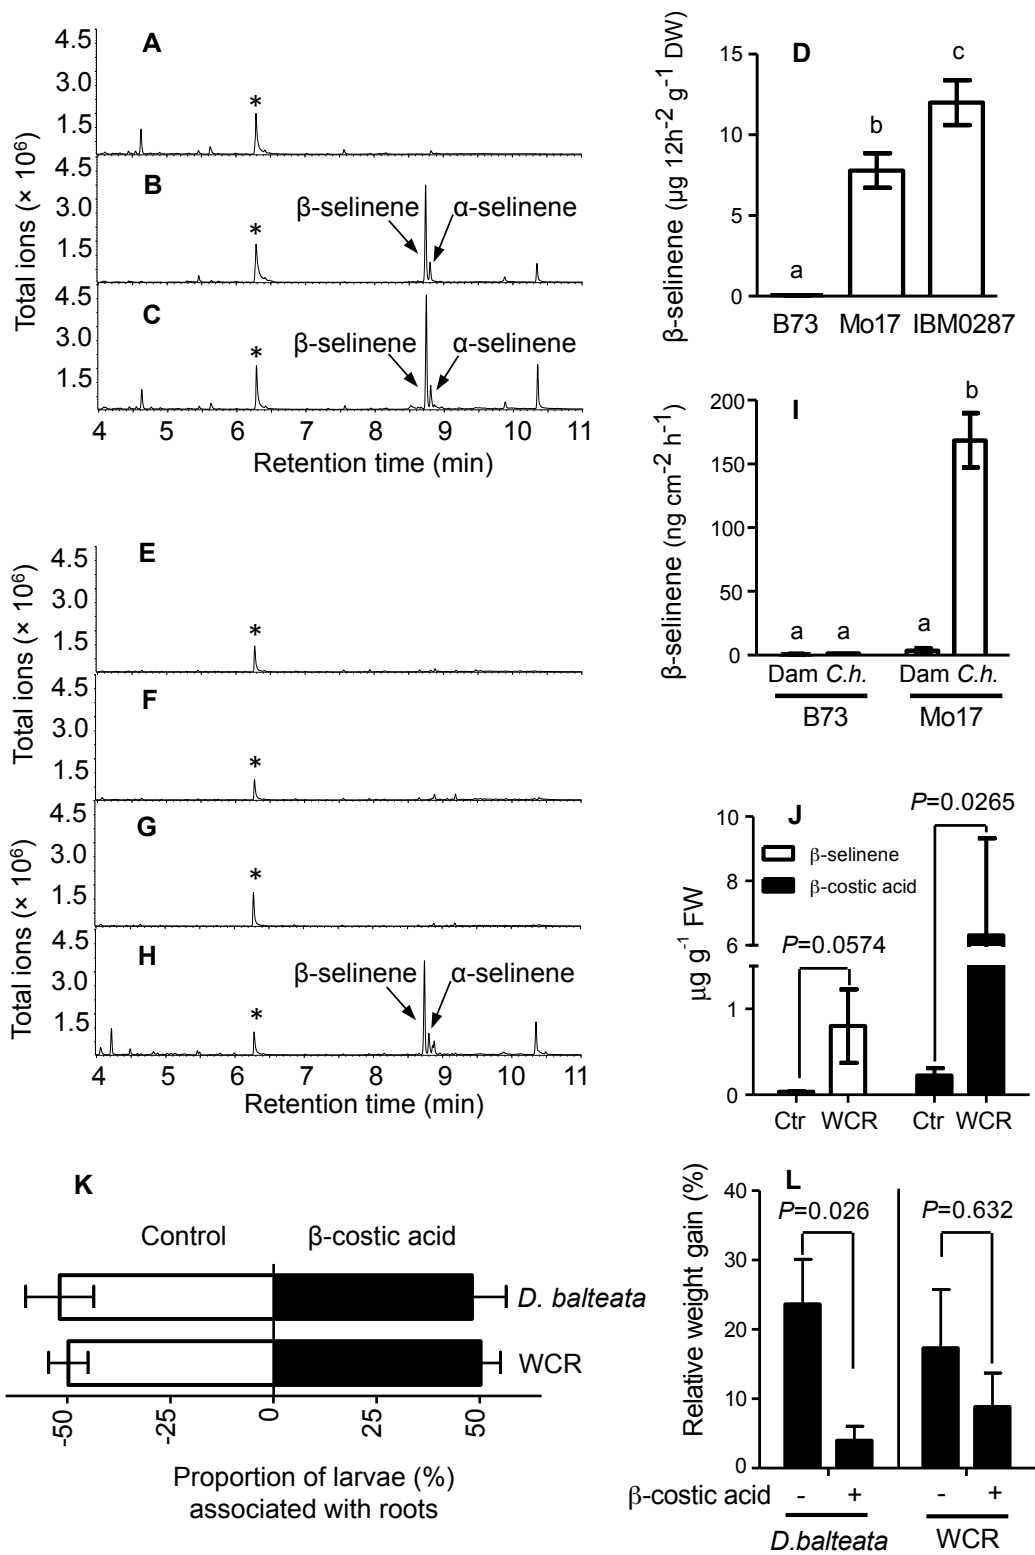 A
4.5
3.0
1.5
*
B
4.5
3.0
1.5
*
β-selinene
α-selinene
C
4.5
3.0
1.5
*
β-selinene
α-selinene
Total ions (× 10⁶)
4 5 6 7 8 9 10 11
Retention time (min)
D
β-selinene (µg 12h⁻² g⁻¹ DW)
15
10
5
0
a
b
c
B73 Mo17 IBM0287
E
4.5
3.0
1.5
*
F
4.5
3.0
1.5
*
Total ions (× 10⁶)
G
4.5
3.0
1.5
*
H
4.5
3.0
1.5
*
β-selinene
α-selinene
Total ions (× 10⁶)
4 5 6 7 8 9 10 11
Retention time (min)
I
β-selinene (ng cm⁻² h⁻¹)
200
150
100
50
0
a
a
a
b
Dam C.h. Dam C.h.
B73 Mo17
J
µg g⁻¹ FW
10
8
6
1
0
β-selinene
β-costic acid
P=0.0574
P=0.0265
Ctr WCR Ctr WCR
K
Control β-costic acid
D. balteata
WCR
-50 -25 0 25 50
Proportion of larvae (%)
associated with roots
L
Relative weight gain (%)
40
30
20
10
0
P=0.026
P=0.632
β-costic acid - + - +
D.balteata WCR